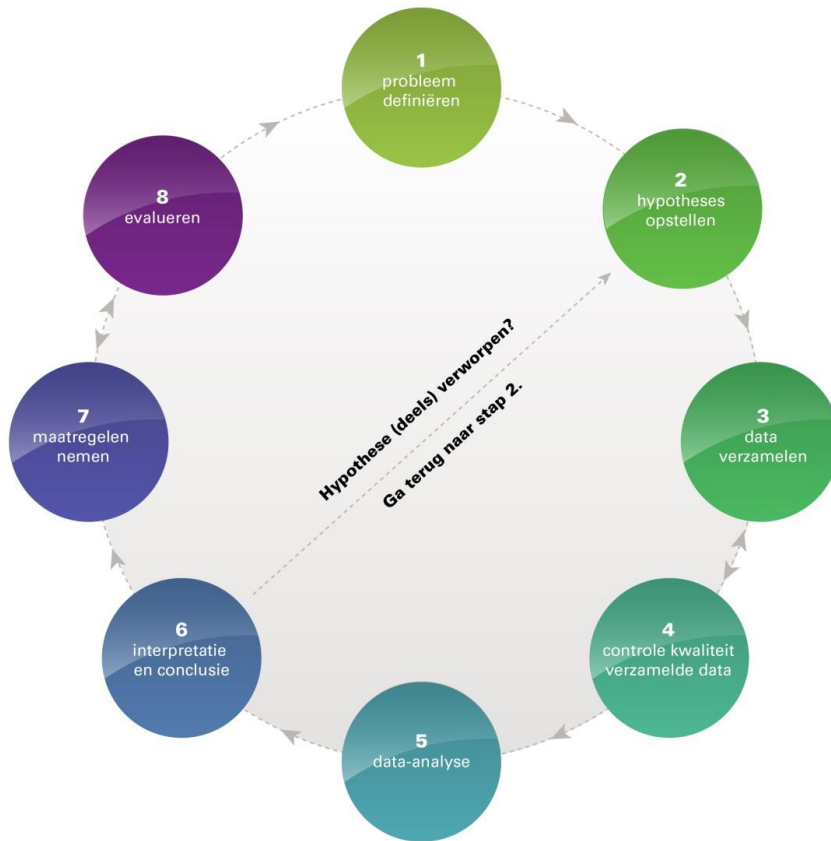 1
probleem
definiëren
2
hypotheses
opstellen
3
data
verzamelen
4
controle kwaliteit
verzamelde data
5
data-analyse
6
interpretatie
en conclusie
7
maatregelen
nemen
8
evalueren
Hypothese (deels) verworpen?
Ga terug naar stap 2.